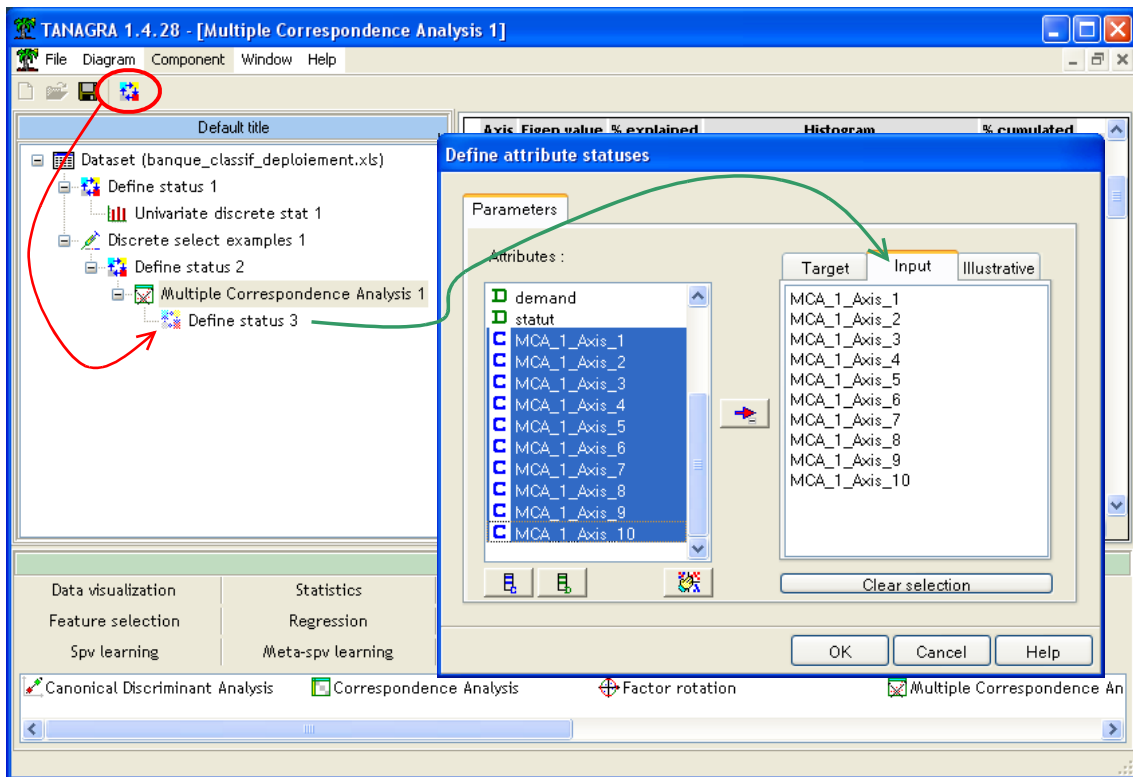 TANAGRA 1.4.28 - [Multiple Correspondence Analysis 1]
File Diagram Component Window Help
Default title
Dataset (banque_classif_deploiement.xls)
Define status 1
Univariate discrete stat 1
Discrete select examples 1
Define status 2
Multiple Correspondence Analysis 1
Define status 3
Axis Eigen value % explained Histogram % cumulated
Define attribute statuses
Parameters
Attributes :
demand
statut
MCA_1_Axis_1
MCA_1_Axis_2
MCA_1_Axis_3
MCA_1_Axis_4
MCA_1_Axis_5
MCA_1_Axis_6
MCA_1_Axis_7
MCA_1_Axis_8
MCA_1_Axis_9
MCA_1_Axis_10
Target Input Illustrative
MCA_1_Axis_1
MCA_1_Axis_2
MCA_1_Axis_3
MCA_1_Axis_4
MCA_1_Axis_5
MCA_1_Axis_6
MCA_1_Axis_7
MCA_1_Axis_8
MCA_1_Axis_9
MCA_1_Axis_10
Clear selection
OK Cancel Help
Data visualization Statistics
Feature selection Regression
Spv learning Meta-spv learning
Canonical Discriminant Analysis Correspondence Analysis Factor rotation Multiple Correspondence An